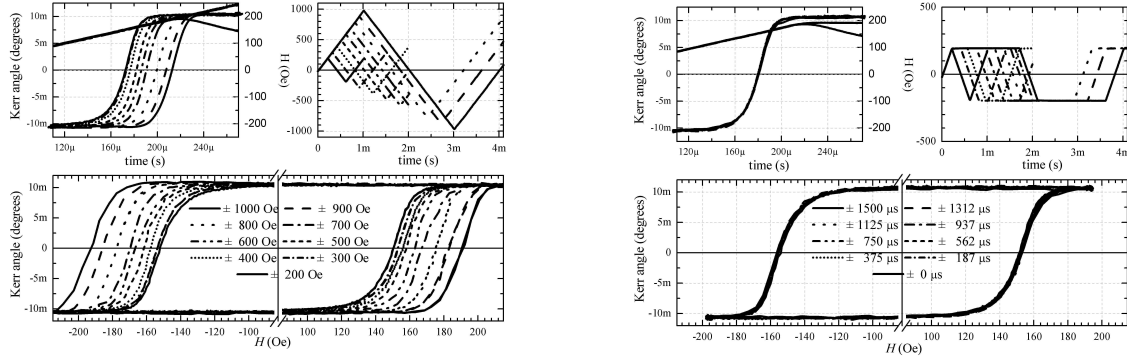 Kerr angle (degrees)
10m
5m
0
-5m
-10m
120µ 160µ 200µ 240µ
time (s)
200
100
0
-100
-200
1000
500
0
-500
-1000
H (Oe)
0 1m 2m 3m 4m
time (s)
Kerr angle (degrees)
10m
5m
0
-5m
-10m
± 1000 Oe ± 900 Oe
± 800 Oe ± 700 Oe
± 600 Oe ± 500 Oe
± 400 Oe ± 300 Oe
± 200 Oe
-200 -180 -160 -140 -120 -100 100 120 140 160 180 200
H (Oe)
Kerr angle (degrees)
10m
5m
0
-5m
-10m
120µ 160µ 200µ 240µ
time (s)
200
100
0
-100
-200
500
250
0
-250
-500
H (Oe)
0 1m 2m 3m 4m
time (s)
Kerr angle (degrees)
10m
5m
0
-5m
-10m
± 1500 µs ± 1312 µs
± 1125 µs ± 937 µs
± 750 µs ± 562 µs
± 375 µs ± 187 µs
± 0 µs
-200 -180 -160 -140 -120 -100 100 120 140 160 180 200
H (Oe)